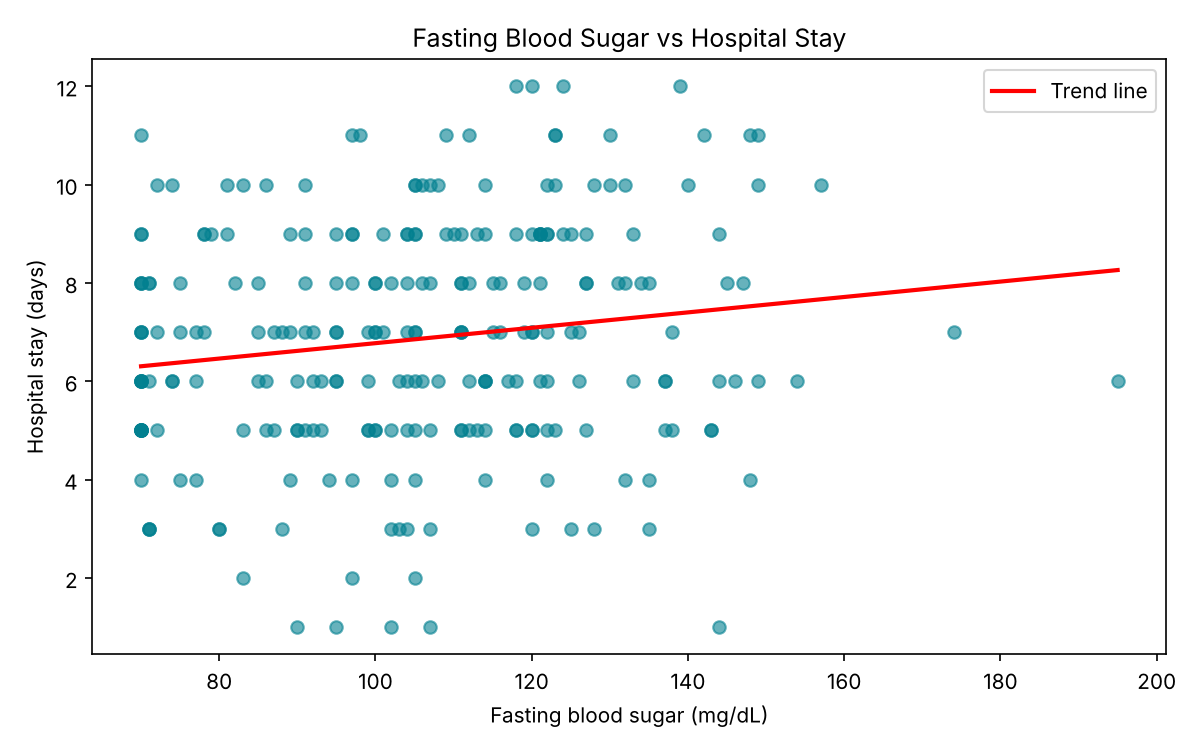 Fasting Blood Sugar vs Hospital Stay
Trend line
12
10
8
6
4
2
Hospital stay (days)
80 100 120 140 160 180 200
Fasting blood sugar (mg/dL)